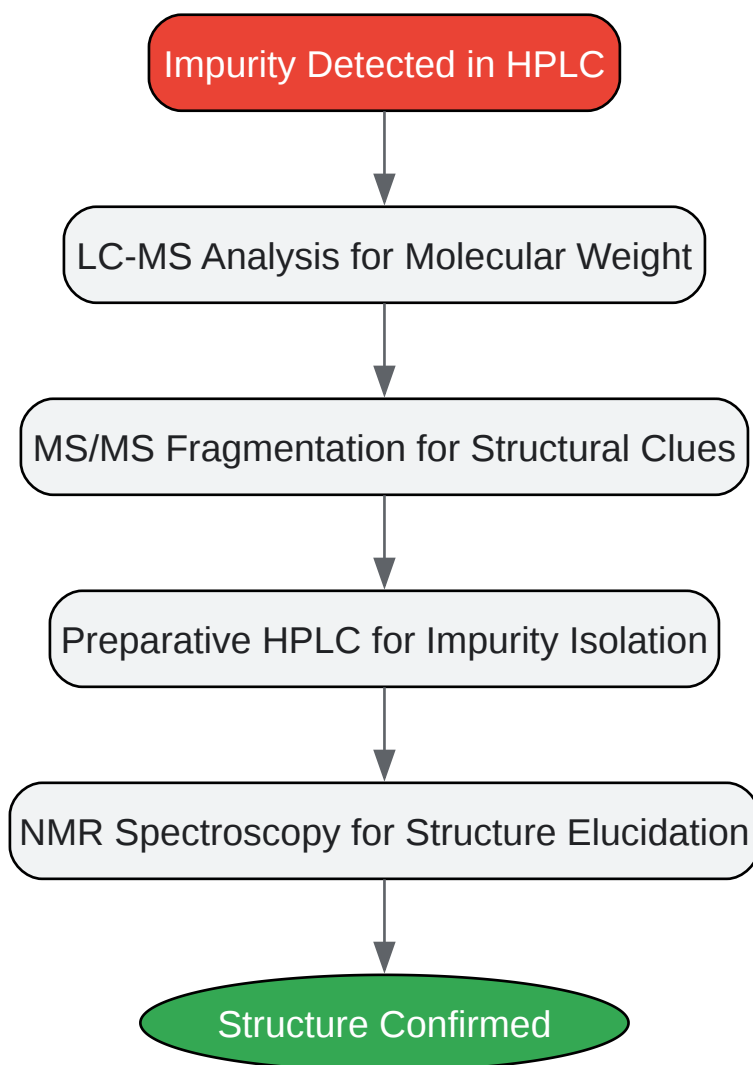 Impurity Detected in HPLC
LC-MS Analysis for Molecular Weight
MS/MS Fragmentation for Structural Clues
Preparative HPLC for Impurity Isolation
NMR Spectroscopy for Structure Elucidation
Structure Confirmed